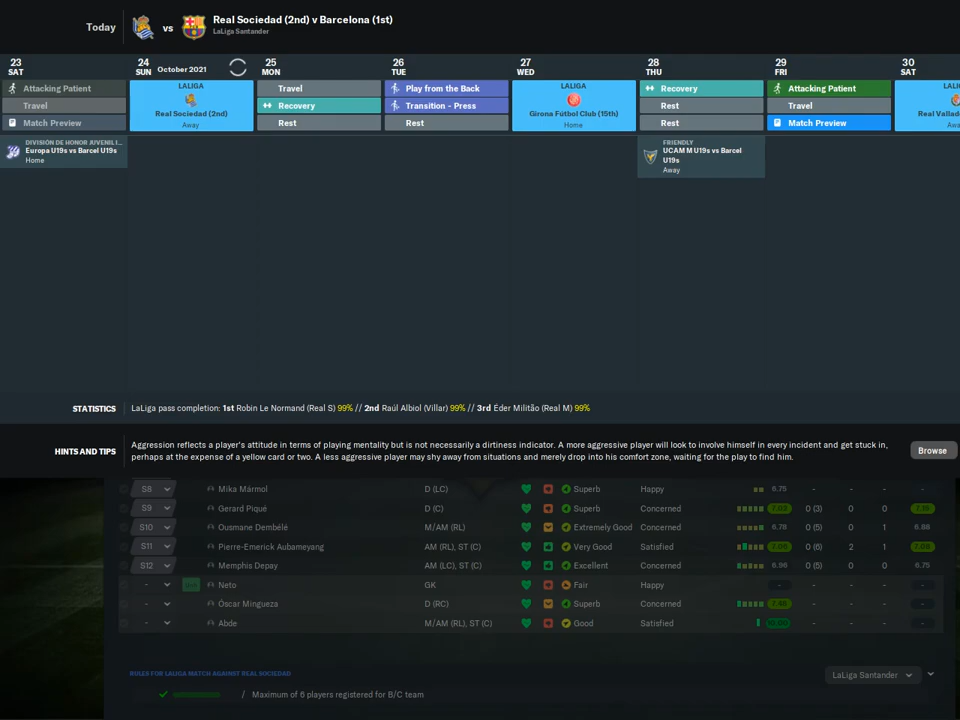 Today
vs
Real Sociedad (2nd) v Barcelona (1st)
LaLiga Santander
23 SAT
24 SUN October 2021
25 MON
26 TUE
27 WED
28 THU
29 FRI
30 SAT
Attacking Patient
Travel
Match Preview
LALIGA
Real Sociedad (2nd)
Away
Travel
Recovery
Rest
Play from the Back
Transition - Press
Rest
LALIGA
Girona Fútbol Club (15th)
Home
Recovery
Rest
Rest
Attacking Patient
Travel
Match Preview
Real Vallad
Away
DIVISIÓN DE HONOR JUVENIL I...
Europa U19s vs Barcel U19s
Home
FRIENDLY
UCAM M U19s vs Barcel
U19s
Away
STATISTICS LaLiga pass completion: 1st Robin Le Normand (Real S) 99% // 2nd Raúl Albiol (Villar) 99% // 3rd Éder Militão (Real M) 99%
HINTS AND TIPS
Aggression reflects a player's attitude in terms of playing mentality but is not necessarily a dirtiness indicator. A more aggressive player will look to involve himself in every incident and get stuck in,
perhaps at the expense of a yellow card or two. A less aggressive player may shy away from situations and merely drop into his comfort zone, waiting for the play to find him.
Browse
S8 Mika Mármol D (LC) Superb Happy 6.75 - - - -
S9 Gerard Piqué D (C) Superb Concerned 0 (3) 0 0
S10 Ousmane Dembélé M/AM (RL) Extremely Good Concerned 6.78 0 (5) 0 1 6.88
S11 Pierre-Emerick Aubameyang AM (RL), ST (C) Very Good Satisfied 0 (6) 2 1
S12 Memphis Depay AM (LC), ST (C) Excellent Concerned 6.96 0 (5) - - 6.75
- Neto GK Fair Happy - - - - -
- Óscar Mingueza D (RC) Superb Concerned - - - -
- Abde M/AM (RL), ST (C) Good Satisfied - - - -
RULES FOR LALIGA MATCH AGAINST REAL SOCIEDAD
LaLiga Santander
/ Maximum of 6 players registered for B/C team